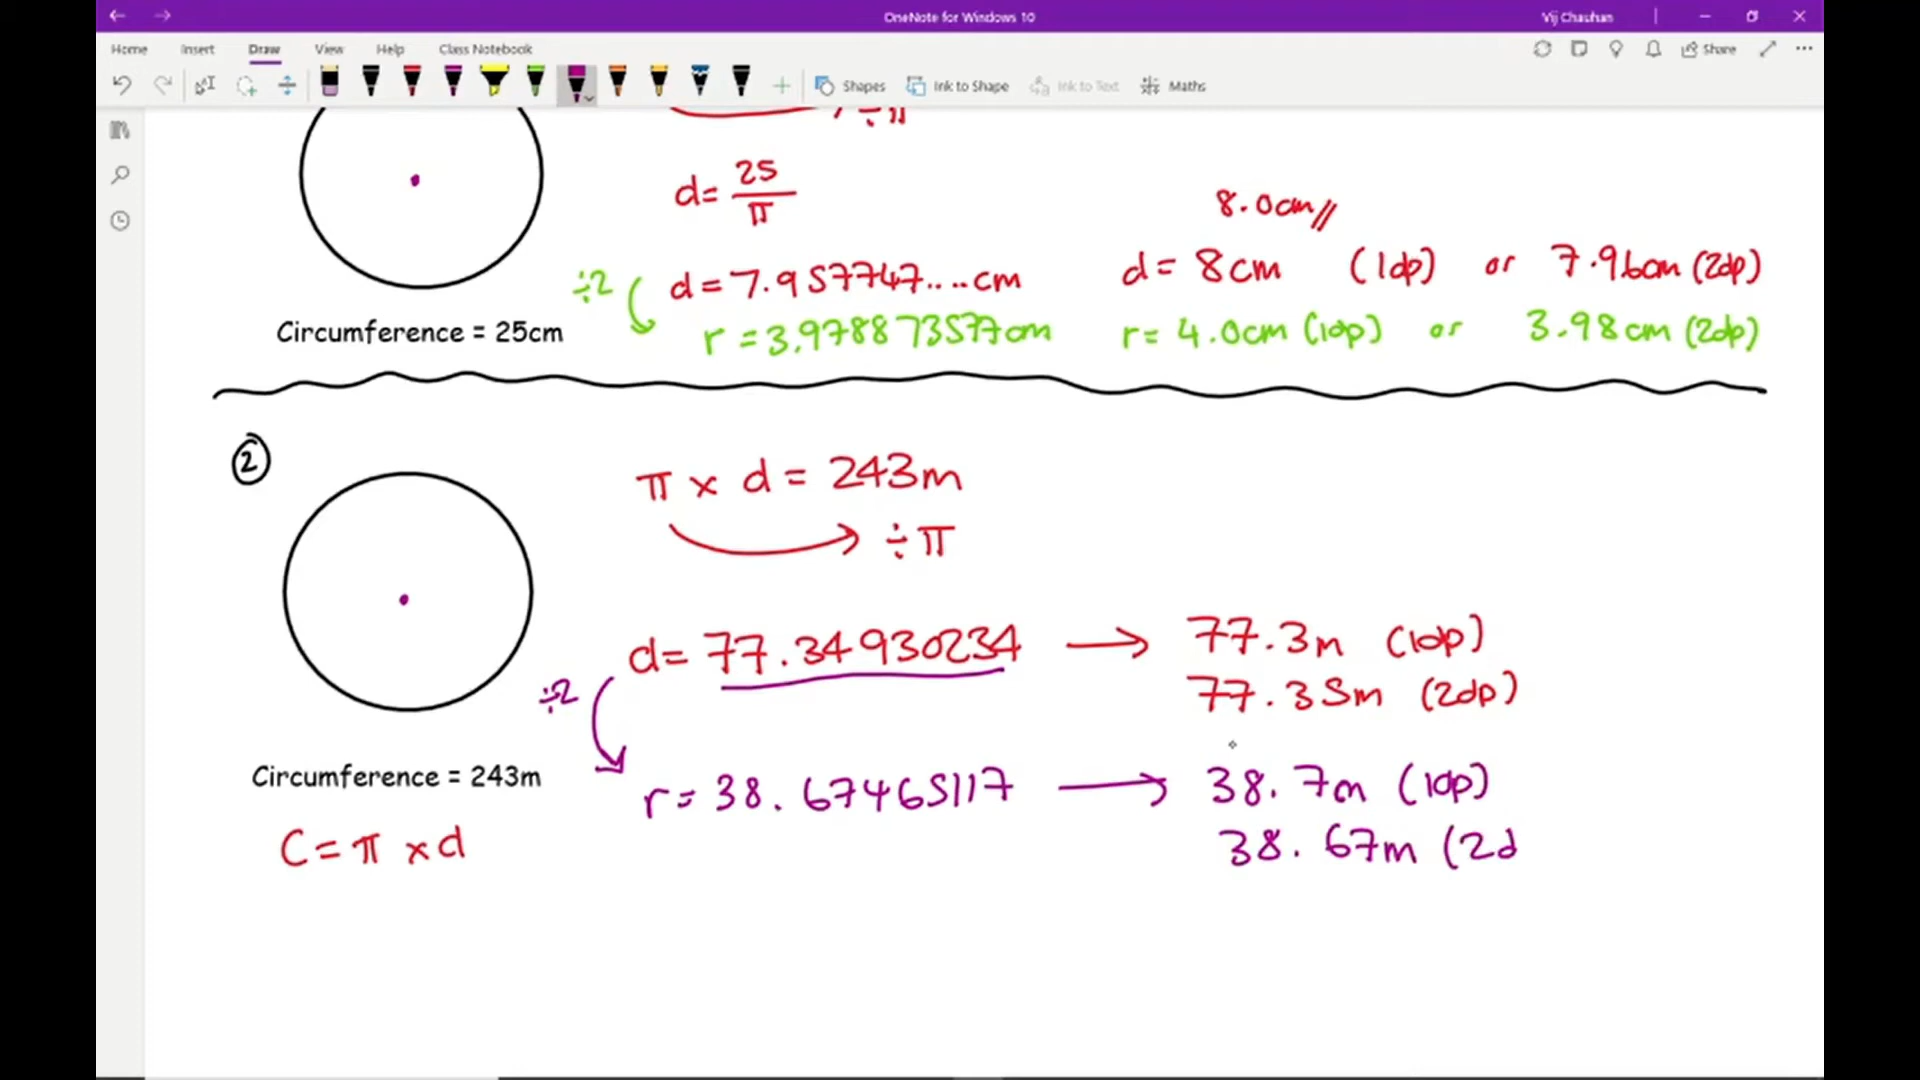 OneNote for Windows 10
Vij Chauhan
Home Insert Draw View Help Class Notebook
Share
Shapes Ink to Shape Ink to Text Maths
÷π
d= 25/π
8.0cm//
d=7.957747....cm
d= 8cm (1dp) or 7.96cm (2dp)
÷2
Circumference = 25cm
r=3.978873577cm
r= 4.0cm (1dp) or 3.98cm (2dp)
2
π x d = 243m
÷π
d=77.34930234 → 77.3m (1dp)
77.35m (2dp)
÷2
Circumference = 243m
r=38.67465117 → 38.7m (1dp)
38.67m (2d
C=π x d